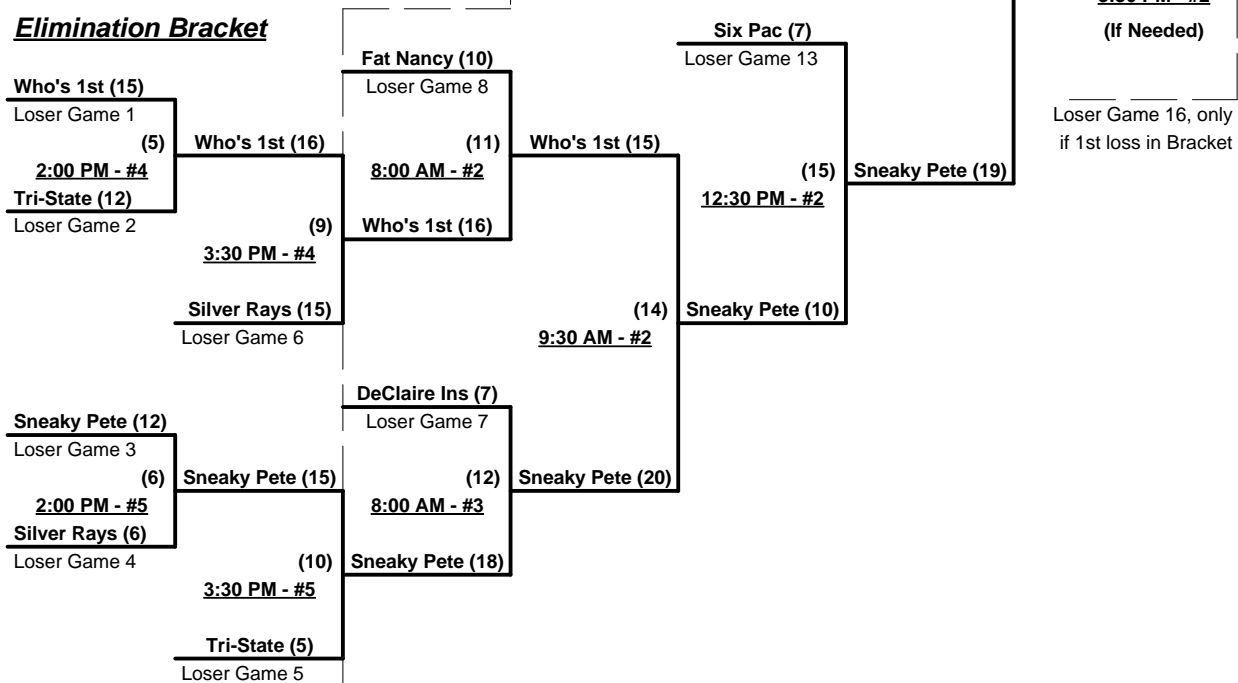 Elimination Bracket
(If Needed)
Loser Game 16, only
if 1st loss in Bracket
Who's 1st (15)
Loser Game 1
(5)
2:00 PM - #4
Tri-State (12)
Loser Game 2
Who's 1st (16)
(9)
3:30 PM - #4
Silver Rays (15)
Loser Game 6
Fat Nancy (10)
Loser Game 8
(11)
8:00 AM - #2
Who's 1st (16)
Who's 1st (15)
(14)
9:30 AM - #2
Six Pac (7)
Loser Game 13
(15)
12:30 PM - #2
Sneaky Pete (19)
Sneaky Pete (10)
Sneaky Pete (12)
Loser Game 3
(6)
2:00 PM - #5
Silver Rays (6)
Loser Game 4
Sneaky Pete (15)
(10)
3:30 PM - #5
Tri-State (5)
Loser Game 5
DeClaire Ins (7)
Loser Game 7
(12)
8:00 AM - #3
Sneaky Pete (18)
Sneaky Pete (20)